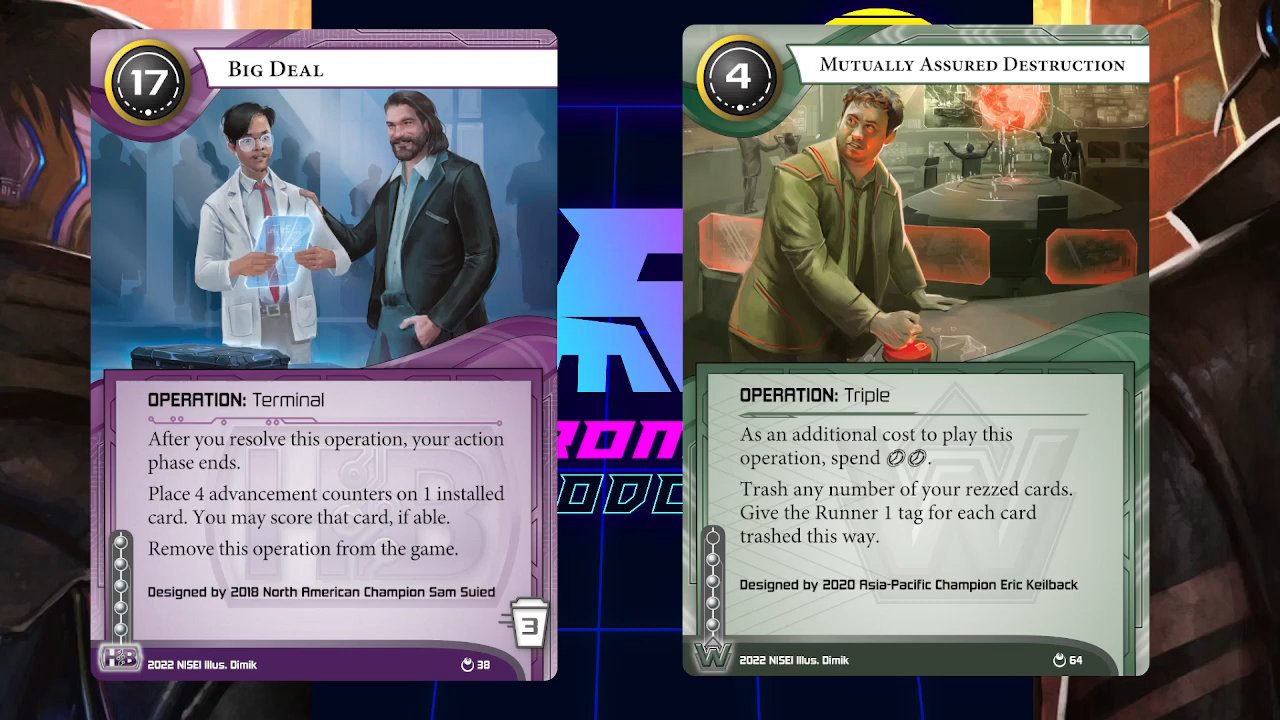 17
BIG DEAL
OPERATION: Terminal
After you resolve this operation, your action
phase ends.
Place 4 advancement counters on 1 installed
card. You may score that card, if able.
Remove this operation from the game.
Designed by 2018 North American Champion Sam Suied
3
HB
2022 NISEI Illus. Dimik
38
4
MUTUALLY ASSURED DESTRUCTION
OPERATION: Triple
As an additional cost to play this
operation, spend
Trash any number of your rezzed cards.
Give the Runner 1 tag for each card
trashed this way.
Designed by 2020 Asia-Pacific Champion Eric Keilback
W
2022 NISEI Illus. Dimik
64